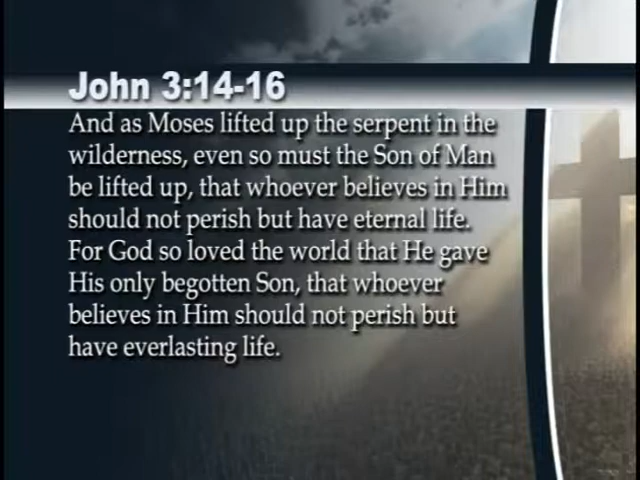 John 3:14-16
And as Moses lifted up the serpent in the
wilderness, even so must the Son of Man
be lifted up, that whoever believes in Him
should not perish but have eternal life.
For God so loved the world that He gave
His only begotten Son, that whoever
believes in Him should not perish but
have everlasting life.